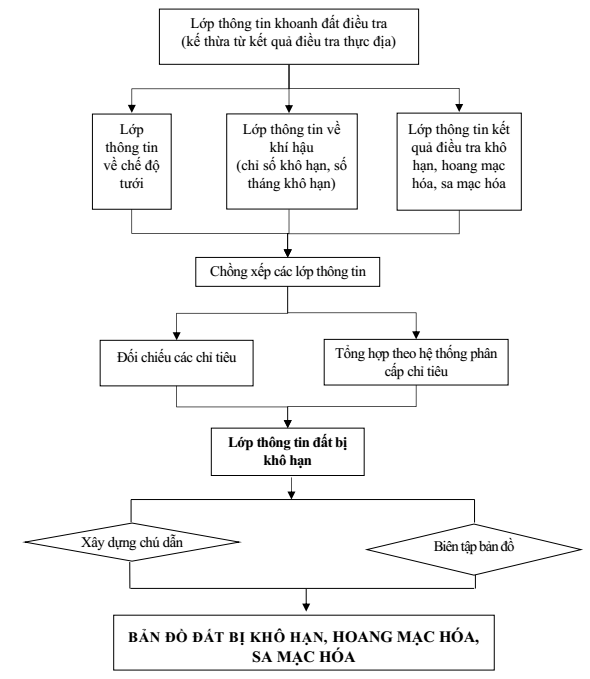 Lớp thông tin khoanh đất điều tra
(kế thừa từ kết quả điều tra thực địa)
Lớp
thông tin
về chế độ
tưới
Lớp thông tin về
khí hậu
(chỉ số khô hạn, số
tháng khô hạn)
Lớp thông tin kết
quả điều tra khô
hạn, hoang mạc
hóa, sa mạc hóa
Chồng xếp các lớp thông tin
Đối chiếu các chỉ tiêu
Tổng hợp theo hệ thống phân
cấp chỉ tiêu
Lớp thông tin đất bị
khô hạn
Xây dựng chú dẫn
Biên tập bản đồ
BẢN ĐỒ ĐẤT BỊ KHÔ HẠN, HOANG MẠC HÓA,
SA MẠC HÓA